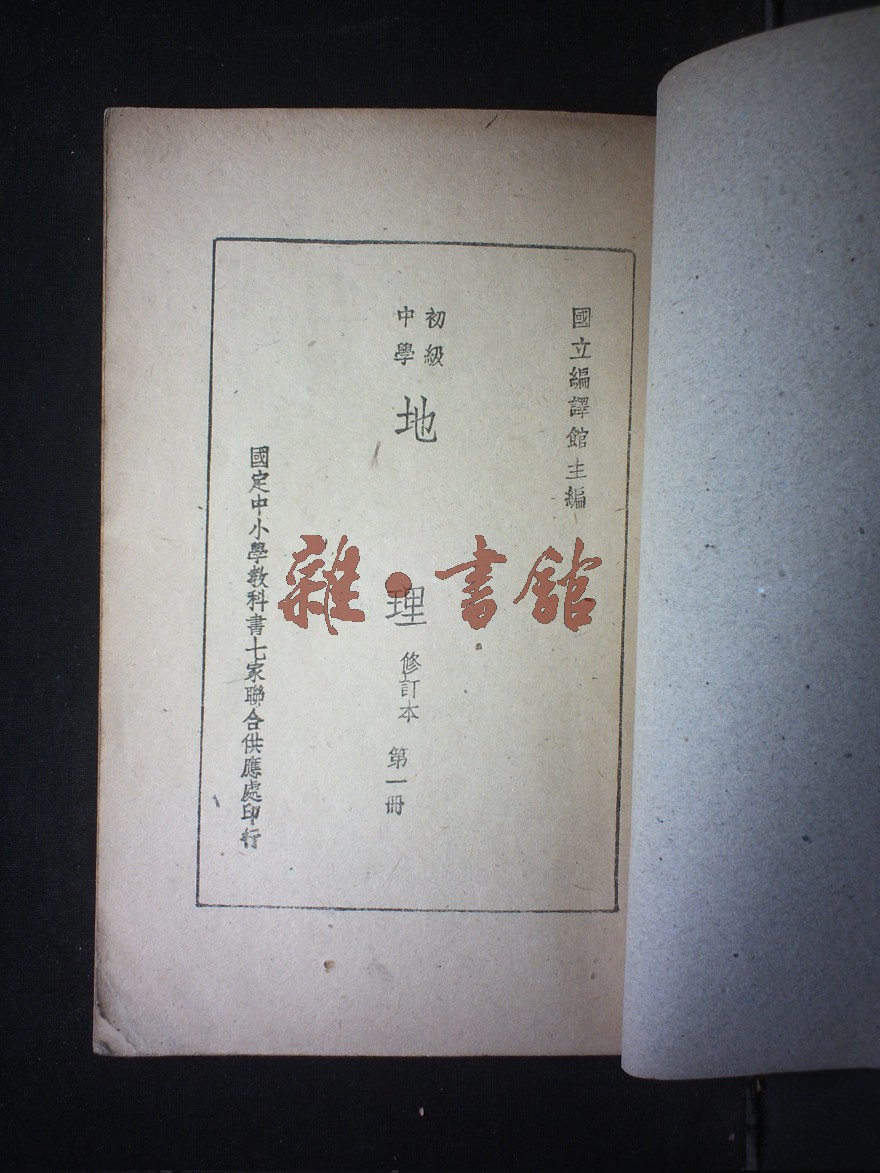 國立編譯館主編
初級
中學
地理 修訂本 第一冊
國定中小學教科書七家聯合供應處印行
雜·書館